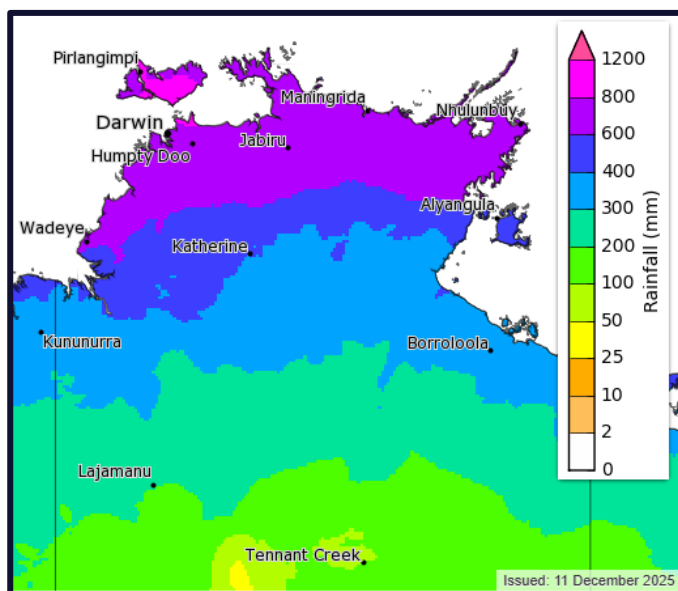 Pirlangimpi
Maningrida
Nhulunbuy
Darwin
Humpty Doo
Jabiru
Alyangula
Wadeye
Katherine
Kununurra
Borroloola
Lajamanu
Tennant Creek
1200
800
600
400
300
200
100
50
25
10
2
0
Rainfall (mm)
Issued: 11 December 2025